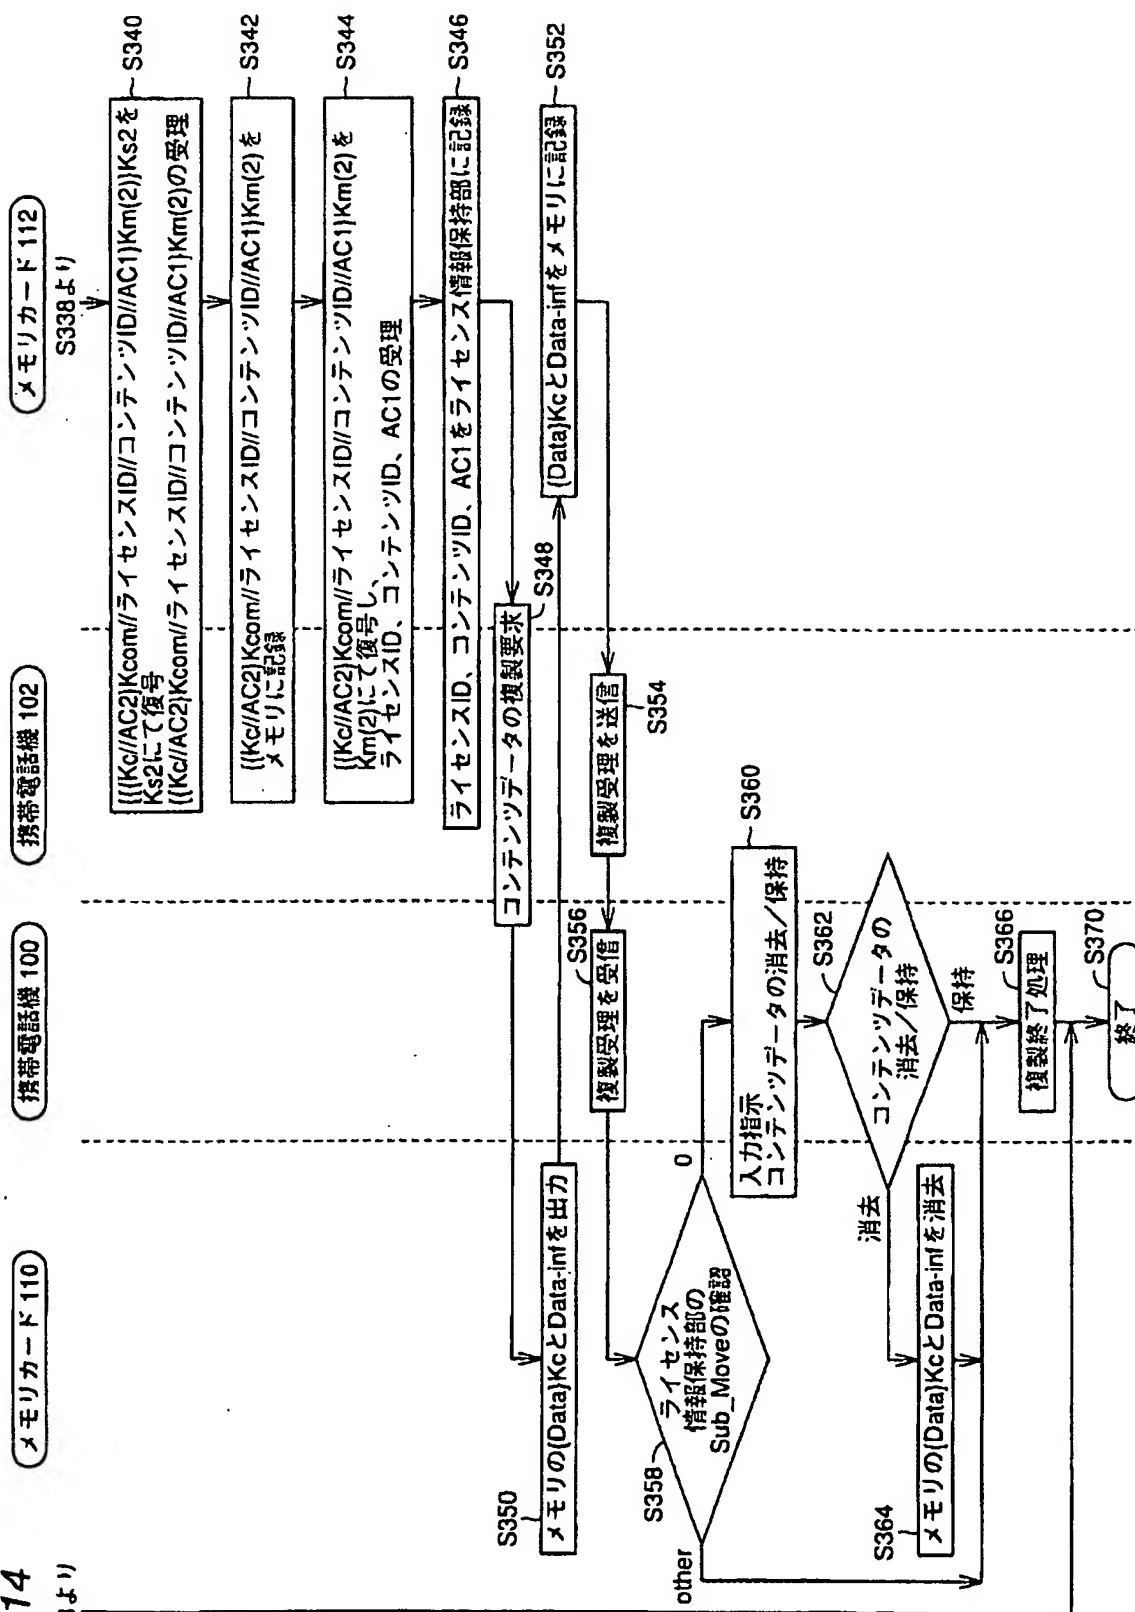 14
より
メモリカード 110
携帯電話機 100
携帯電話機 102
メモリカード 112
S338より
S340
{{{Kc//AC2}Kcom//ライセンスID//コンテンツID//AC1}Km(2)}Ks2を
Ks2にて復号
{{Kc//AC2}Kcom//ライセンスID//コンテンツID//AC1}Km(2)の受理
S342
{{Kc//AC2}Kcom//ライセンスID//コンテンツID//AC1}Km(2)を
メモリに記録
S344
{{Kc//AC2}Kcom//ライセンスID//コンテンツID//AC1}Km(2)を
Km(2)にて復号し、
ライセンスID、コンテンツID、AC1の受理
S346
ライセンスID、コンテンツID、AC1をライセンス情報保持部に記録
S348
コンテンツデータの複製要求
S350
メモリの{Data}KcとData-infを出力
S352
{Data}KcとData-infをメモリに記録
S354
複製受理を送信
S356
複製受理を受信
S358
ライセンス
情報保持部の
Sub_Moveの確認
0
other
S360
入力指示
コンテンツデータの消去/保持
S362
コンテンツデータの
消去/保持
消去
保持
S364
メモリの{Data}KcとData-infを消去
S366
複製終了処理
S370
終了